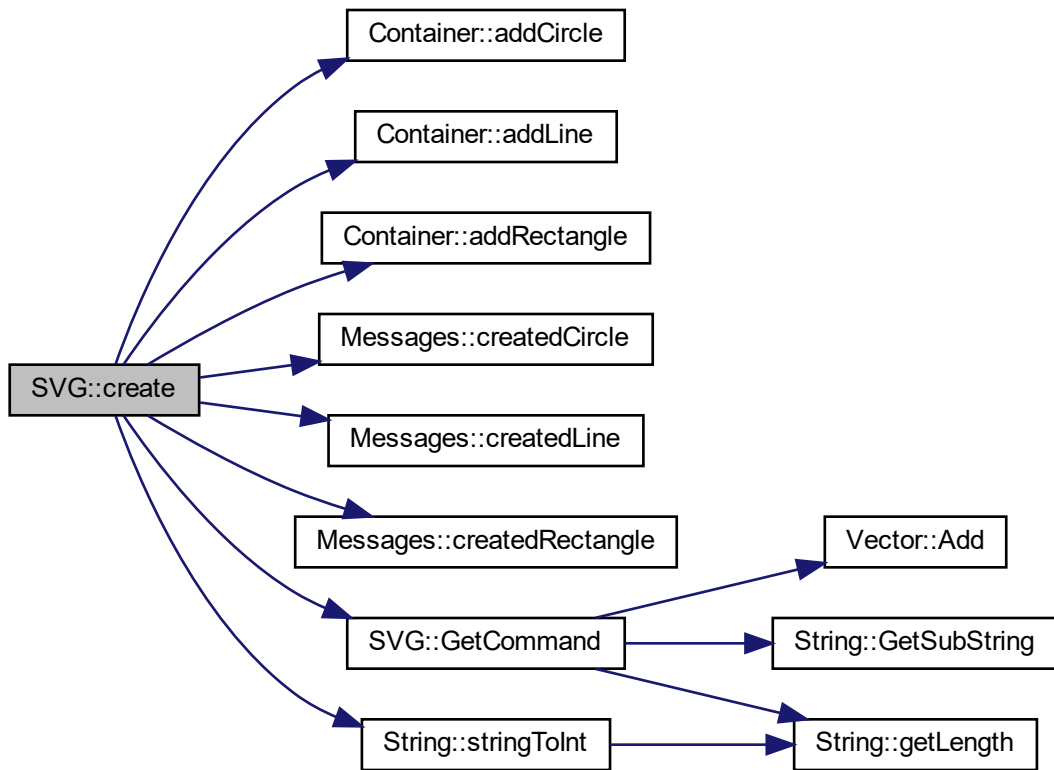 Container::addCircle
Container::addLine
Container::addRectangle
Messages::createdCircle
SVG::create
Messages::createdLine
Messages::createdRectangle
Vector::Add
SVG::GetCommand
String::GetSubString
String::stringToInt
String::getLength